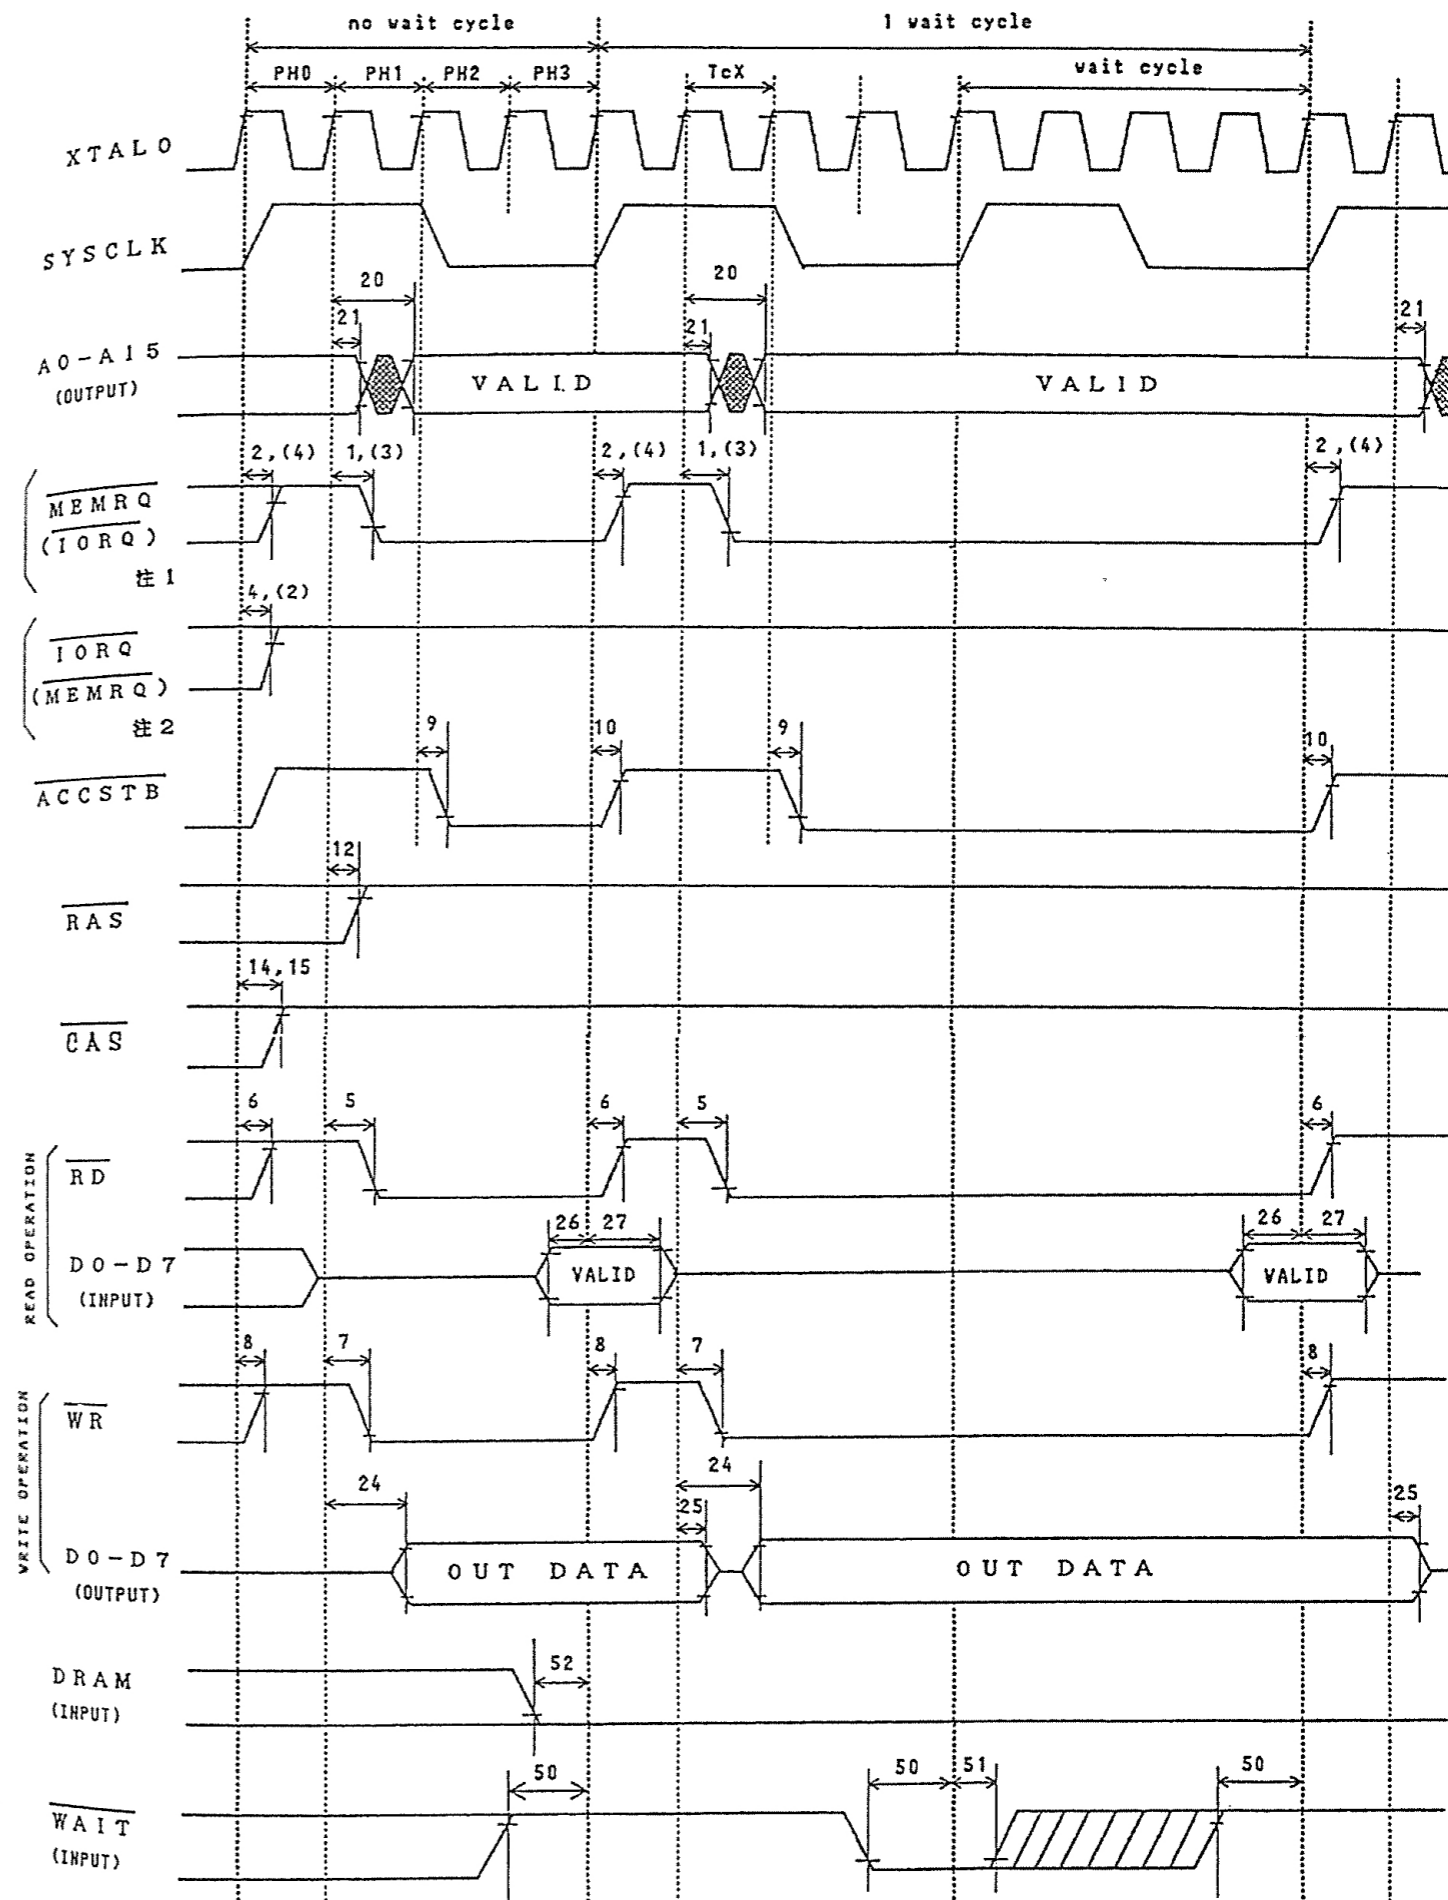 no wait cycle 1 wait cycle
PH0 PH1 PH2 PH3 TcX wait cycle
XTALO
SYSCLK
20 20
21 21 21
A0-A15
(OUTPUT)
VALID VALID
2,(4) 1,(3) 2,(4) 1,(3) 2,(4)
MEMRQ
(IORQ)
注1
4,(2)
IORQ
(MEMRQ)
注2
9 10 9 10
ACCSTB
12
RAS
14,15
CAS
6 5 6 5 6
READ OPERATION
RD
26 27 26 27
D0-D7
(INPUT)
VALID VALID
8 7 8 7 8
WRITE OPERATION
WR
24 24
25 25
D0-D7
(OUTPUT)
OUT DATA OUT DATA
52
DRAM
(INPUT)
50 50 51 50
WAIT
(INPUT)